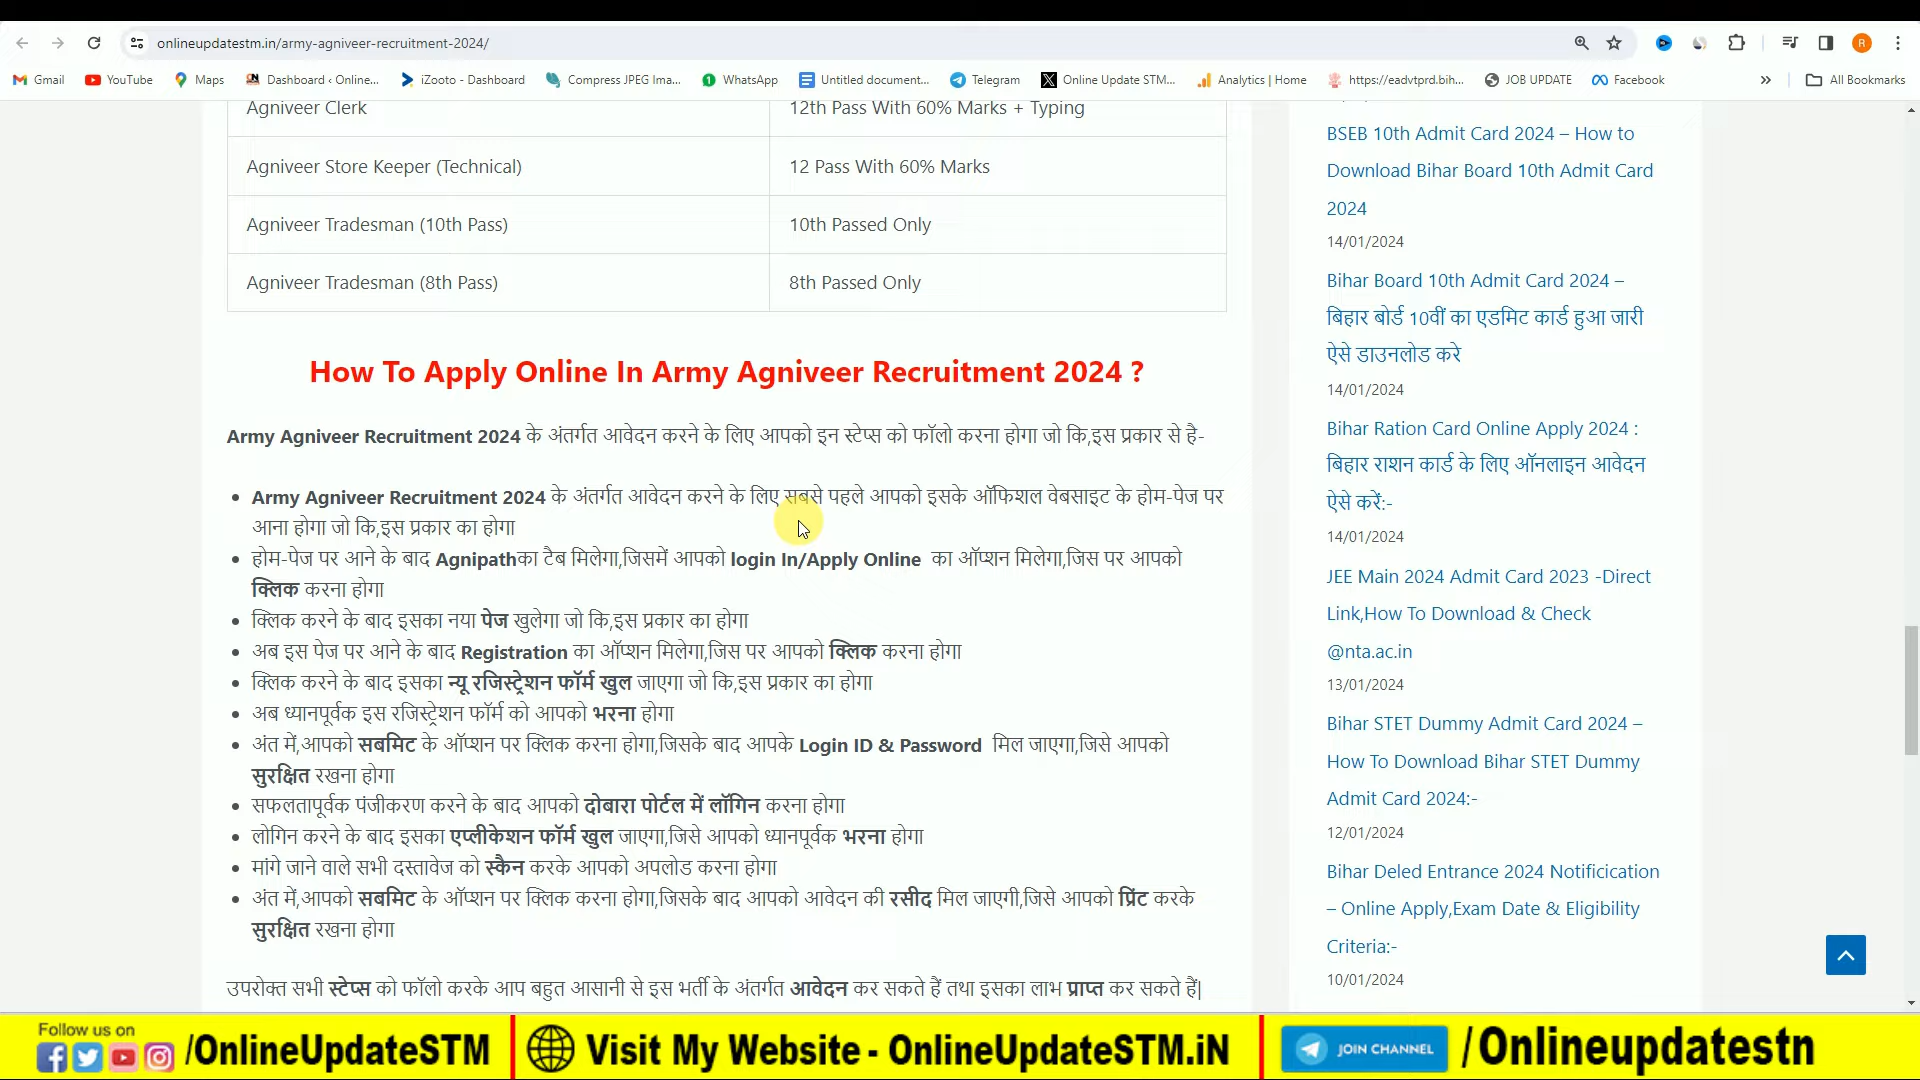 onlineupdatestm.in/army-agniveer-recruitment-2024/
R
Gmail YouTube Maps Dashboard ‹ Online... iZooto - Dashboard Compress JPEG Ima... WhatsApp Untitled document... Telegram Online Update STM... Analytics | Home https://eadvtprd.bih... JOB UPDATE Facebook » All Bookmarks
Agniveer Clerk 12th Pass With 60% Marks + Typing
Agniveer Store Keeper (Technical) 12 Pass With 60% Marks
Agniveer Tradesman (10th Pass) 10th Passed Only
Agniveer Tradesman (8th Pass) 8th Passed Only
How To Apply Online In Army Agniveer Recruitment 2024 ?
Army Agniveer Recruitment 2024 के अंतर्गत आवेदन करने के लिए आपको इन स्टेप्स को फॉलो करना होगा जो कि,इस प्रकार से है-
• Army Agniveer Recruitment 2024 के अंतर्गत आवेदन करने के लिए सबसे पहले आपको इसके ऑफिशल वेबसाइट के होम-पेज पर
आना होगा जो कि,इस प्रकार का होगा
• होम-पेज पर आने के बाद Agnipathका टैब मिलेगा,जिसमें आपको login In/Apply Online का ऑप्शन मिलेगा,जिस पर आपको
क्लिक करना होगा
• क्लिक करने के बाद इसका नया पेज खुलेगा जो कि,इस प्रकार का होगा
• अब इस पेज पर आने के बाद Registration का ऑप्शन मिलेगा,जिस पर आपको क्लिक करना होगा
• क्लिक करने के बाद इसका न्यू रजिस्ट्रेशन फॉर्म खुल जाएगा जो कि,इस प्रकार का होगा
• अब ध्यानपूर्वक इस रजिस्ट्रेशन फॉर्म को आपको भरना होगा
• अंत में,आपको सबमिट के ऑप्शन पर क्लिक करना होगा,जिसके बाद आपके Login ID & Password मिल जाएगा,जिसे आपको
सुरक्षित रखना होगा
• सफलतापूर्वक पंजीकरण करने के बाद आपको दोबारा पोर्टल में लॉगिन करना होगा
• लोगिन करने के बाद इसका एप्लीकेशन फॉर्म खुल जाएगा,जिसे आपको ध्यानपूर्वक भरना होगा
• मांगे जाने वाले सभी दस्तावेज को स्कैन करके आपको अपलोड करना होगा
• अंत में,आपको सबमिट के ऑप्शन पर क्लिक करना होगा,जिसके बाद आपको आवेदन की रसीद मिल जाएगी,जिसे आपको प्रिंट करके
सुरक्षित रखना होगा
उपरोक्त सभी स्टेप्स को फॉलो करके आप बहुत आसानी से इस भर्ती के अंतर्गत आवेदन कर सकते हैं तथा इसका लाभ प्राप्त कर सकते हैं|
BSEB 10th Admit Card 2024 – How to
Download Bihar Board 10th Admit Card
2024
14/01/2024
Bihar Board 10th Admit Card 2024 –
बिहार बोर्ड 10वीं का एडमिट कार्ड हुआ जारी
ऐसे डाउनलोड करे
14/01/2024
Bihar Ration Card Online Apply 2024 :
बिहार राशन कार्ड के लिए ऑनलाइन आवेदन
ऐसे करें:-
14/01/2024
JEE Main 2024 Admit Card 2023 -Direct
Link,How To Download & Check
@nta.ac.in
13/01/2024
Bihar STET Dummy Admit Card 2024 –
How To Download Bihar STET Dummy
Admit Card 2024:-
12/01/2024
Bihar Deled Entrance 2024 Notificication
– Online Apply,Exam Date & Eligibility
Criteria:-
10/01/2024
Follow us on
/OnlineUpdateSTM Visit My Website - OnlineUpdateSTM.iN JOIN CHANNEL /Onlineupdatestn